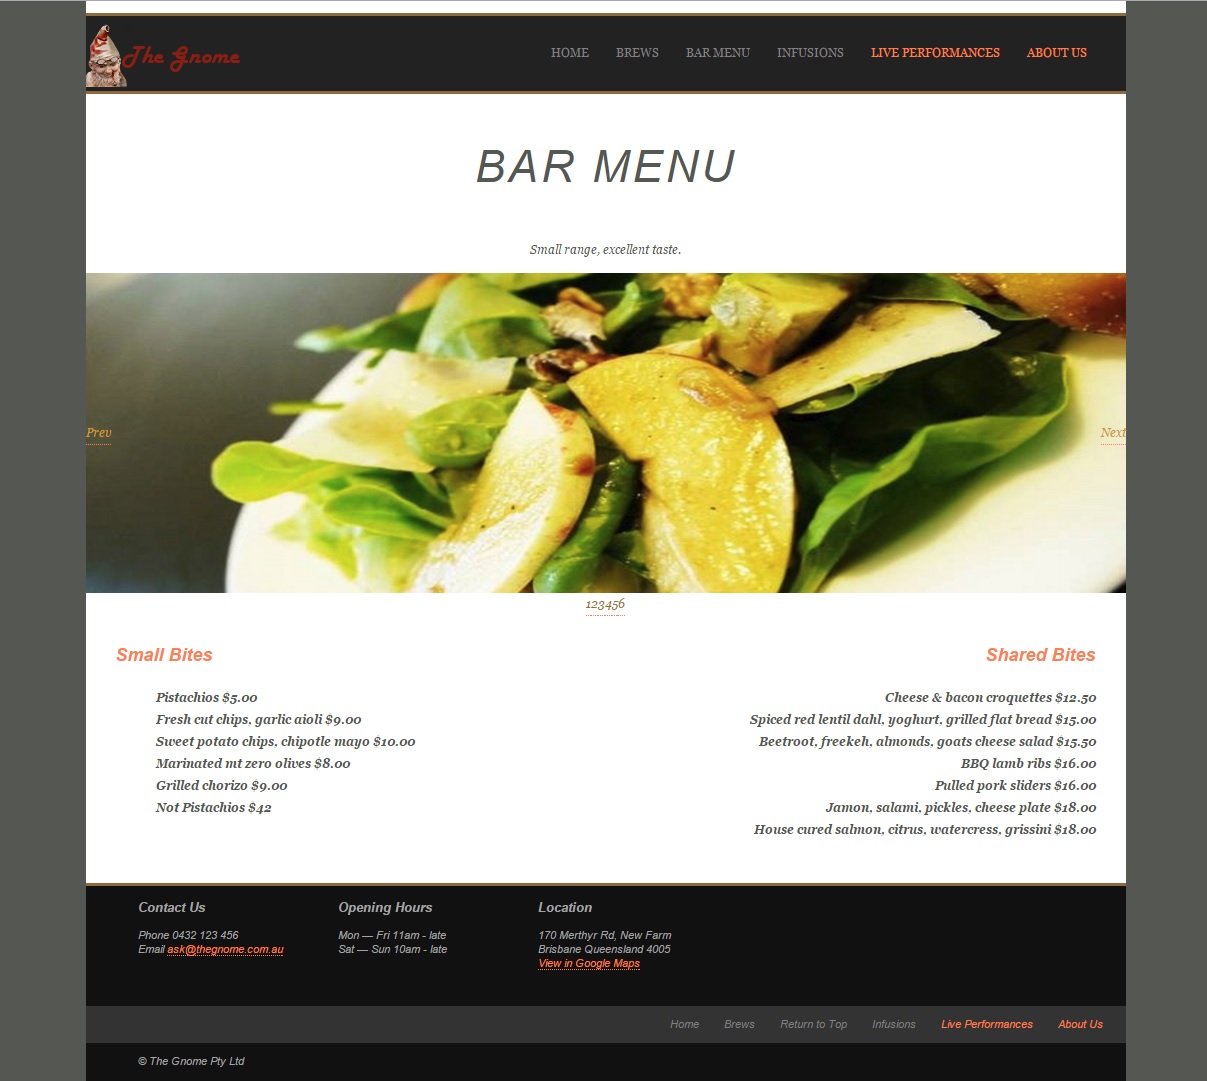 The Gnome
HOME BREWS BAR MENU INFUSIONS LIVE PERFORMANCES ABOUT US
BAR MENU
Small range, excellent taste.
Prev
Next
123456
Small Bites
Pistachios $5.00
Fresh cut chips, garlic aioli $9.00
Sweet potato chips, chipotle mayo $10.00
Marinated mt zero olives $8.00
Grilled chorizo $9.00
Not Pistachios $42
Shared Bites
Cheese & bacon croquettes $12.50
Spiced red lentil dahl, yoghurt, grilled flat bread $15.00
Beetroot, freekeh, almonds, goats cheese salad $15.50
BBQ lamb ribs $16.00
Pulled pork sliders $16.00
Jamon, salami, pickles, cheese plate $18.00
House cured salmon, citrus, watercress, grissini $18.00
Contact Us
Phone 0432 123 456
Email ask@thegnome.com.au
Opening Hours
Mon — Fri 11am - late
Sat — Sun 10am - late
Location
170 Merthyr Rd, New Farm
Brisbane Queensland 4005
View in Google Maps
Home Brews Return to Top Infusions Live Performances About Us
© The Gnome Pty Ltd